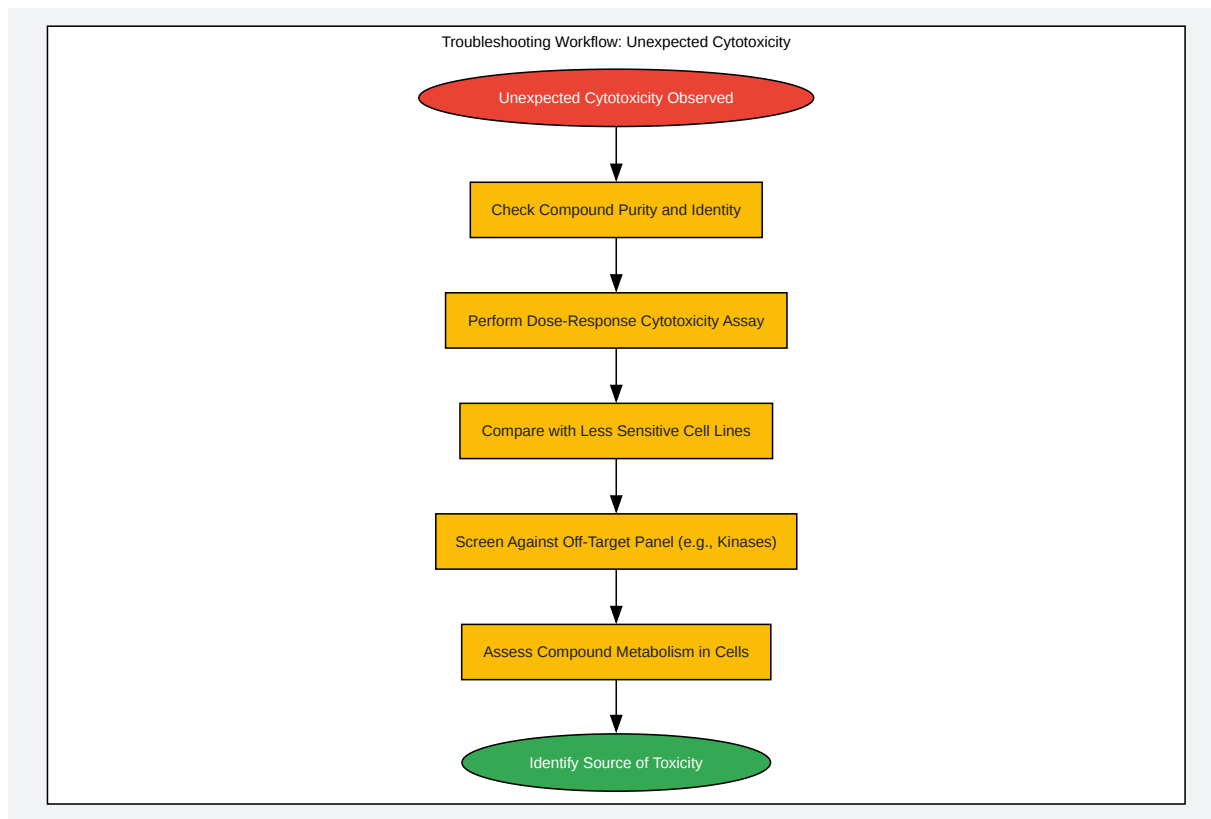 Troubleshooting Workflow: Unexpected Cytotoxicity
Unexpected Cytotoxicity Observed
Check Compound Purity and Identity
Perform Dose-Response Cytotoxicity Assay
Compare with Less Sensitive Cell Lines
Screen Against Off-Target Panel (e.g., Kinases)
Assess Compound Metabolism in Cells
Identify Source of Toxicity